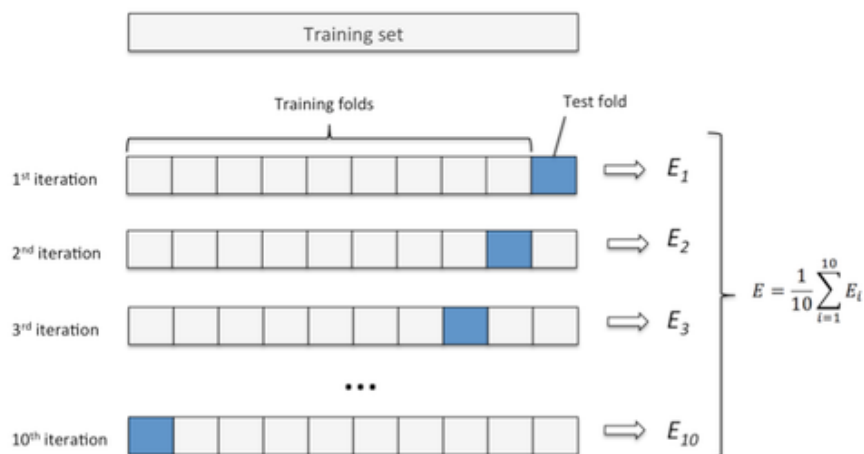 Training set
Training folds
Test fold
1st iteration
E1
2nd iteration
E2
3rd iteration
E3
E = 1/10 ∑ i=1 10 Ei
...
10th iteration
E10